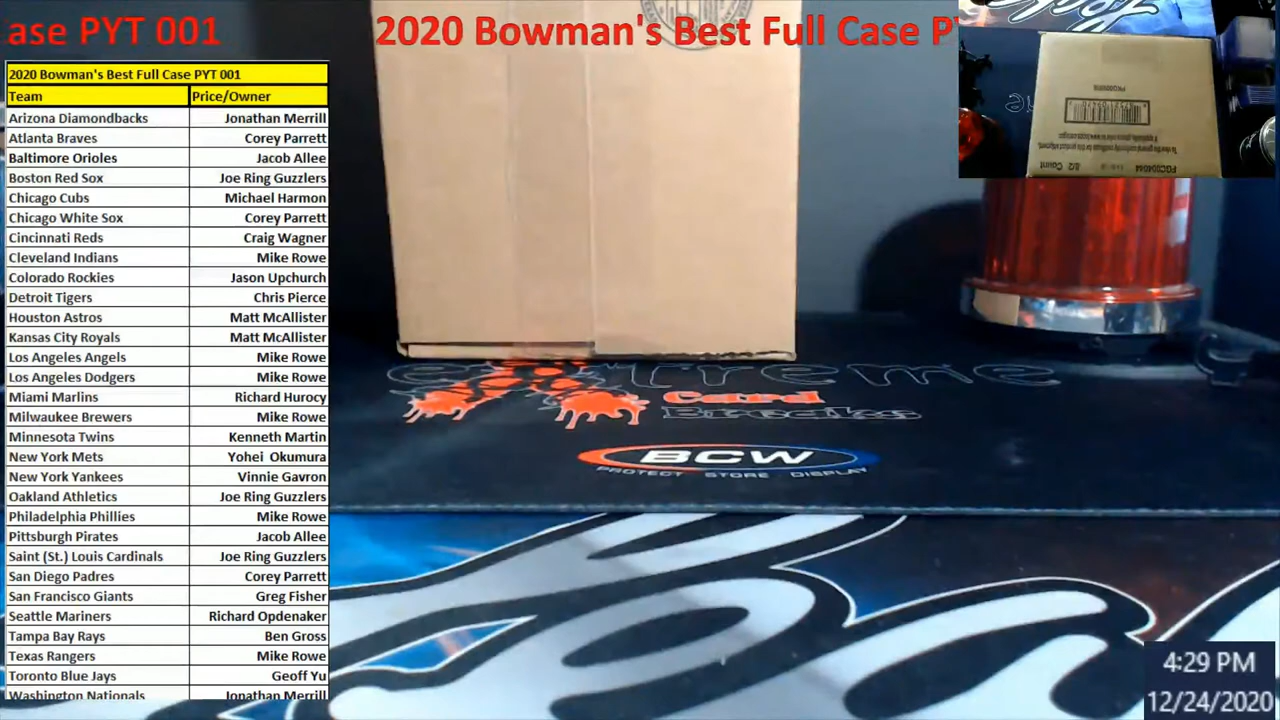 ase PYT 001
2020 Bowman's Best Full Case P
2020 Bowman's Best Full Case PYT 001
Team Price/Owner
Arizona Diamondbacks Jonathan Merrill
Atlanta Braves Corey Parrett
Baltimore Orioles Jacob Allee
Boston Red Sox Joe Ring Guzzlers
Chicago Cubs Michael Harmon
Chicago White Sox Corey Parrett
Cincinnati Reds Craig Wagner
Cleveland Indians Mike Rowe
Colorado Rockies Jason Upchurch
Detroit Tigers Chris Pierce
Houston Astros Matt McAllister
Kansas City Royals Matt McAllister
Los Angeles Angels Mike Rowe
Los Angeles Dodgers Mike Rowe
Miami Marlins Richard Hurocy
Milwaukee Brewers Mike Rowe
Minnesota Twins Kenneth Martin
New York Mets Yohei Okumura
New York Yankees Vinnie Gavron
Oakland Athletics Joe Ring Guzzlers
Philadelphia Phillies Mike Rowe
Pittsburgh Pirates Jacob Allee
Saint (St.) Louis Cardinals Joe Ring Guzzlers
San Diego Padres Corey Parrett
San Francisco Giants Greg Fisher
Seattle Mariners Richard Opdenaker
Tampa Bay Rays Ben Gross
Texas Rangers Mike Rowe
Toronto Blue Jays Geoff Yu
Washington Nationals Jonathan Merrill
extreme
Card
Breaks
BCW
PROTECT STORE DISPLAY
4:29 PM
12/24/2020